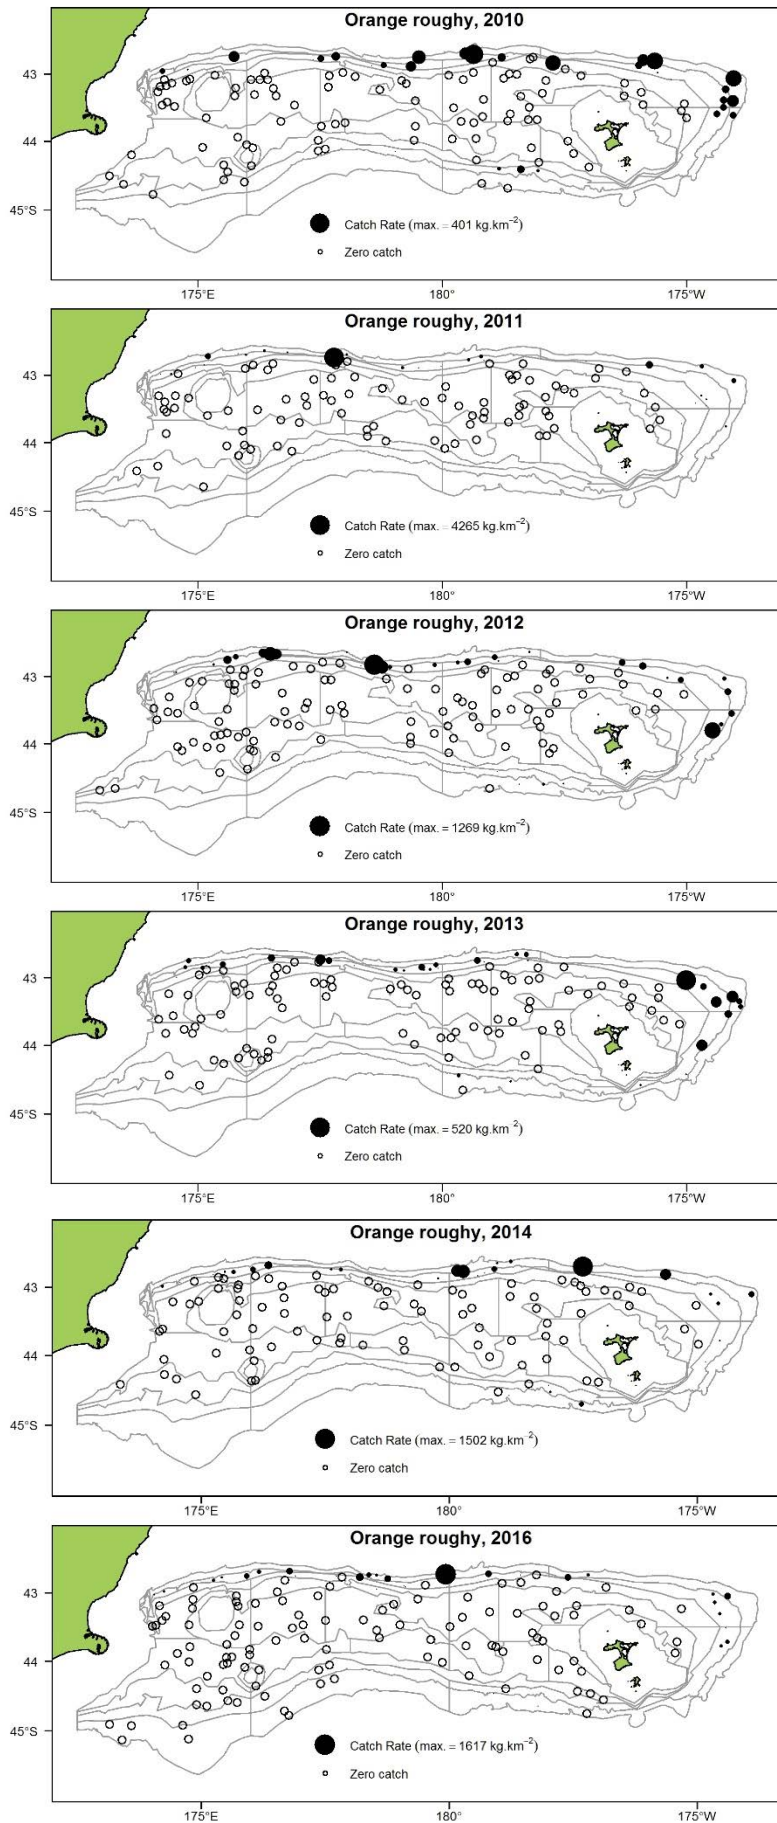 Orange roughy, 2010
43
44
45°S
Catch Rate (max. = 401 kg.km⁻²)
Zero catch
175°E 180° 175°W
Orange roughy, 2011
43
44
45°S
Catch Rate (max. = 4265 kg.km⁻²)
Zero catch
175°E 180° 175°W
Orange roughy, 2012
43
44
45°S
Catch Rate (max. = 1269 kg.km⁻²)
Zero catch
175°E 180° 175°W
Orange roughy, 2013
43
44
45°S
Catch Rate (max. = 520 kg.km⁻²)
Zero catch
175°E 180° 175°W
Orange roughy, 2014
43
44
45°S
Catch Rate (max. = 1502 kg.km⁻²)
Zero catch
175°E 180° 175°W
Orange roughy, 2016
43
44
45°S
Catch Rate (max. = 1617 kg.km⁻²)
Zero catch
175°E 180° 175°W